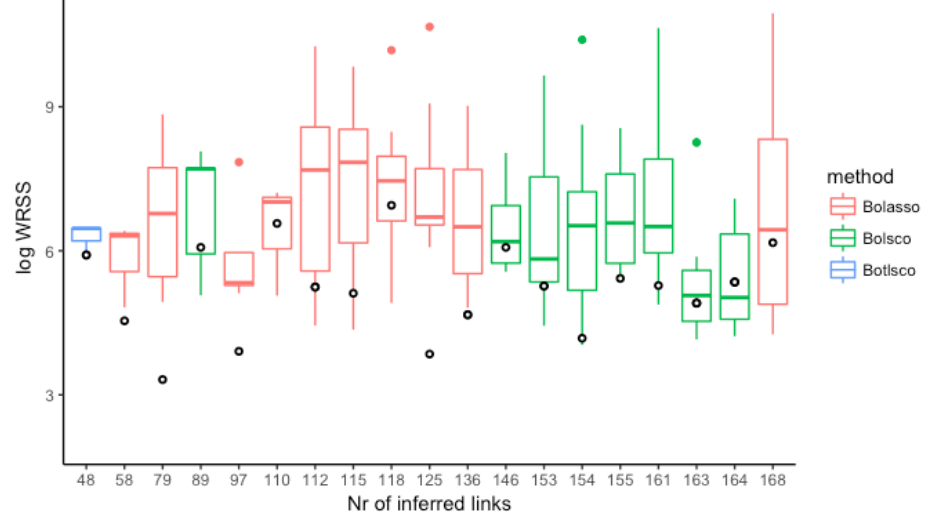 9
6
3
log WRSS
48 58 79 89 97 110 112 115 118 125 136 146 153 154 155 161 163 164 168
Nr of inferred links
method
Bolasso
Bolsco
Botlsco